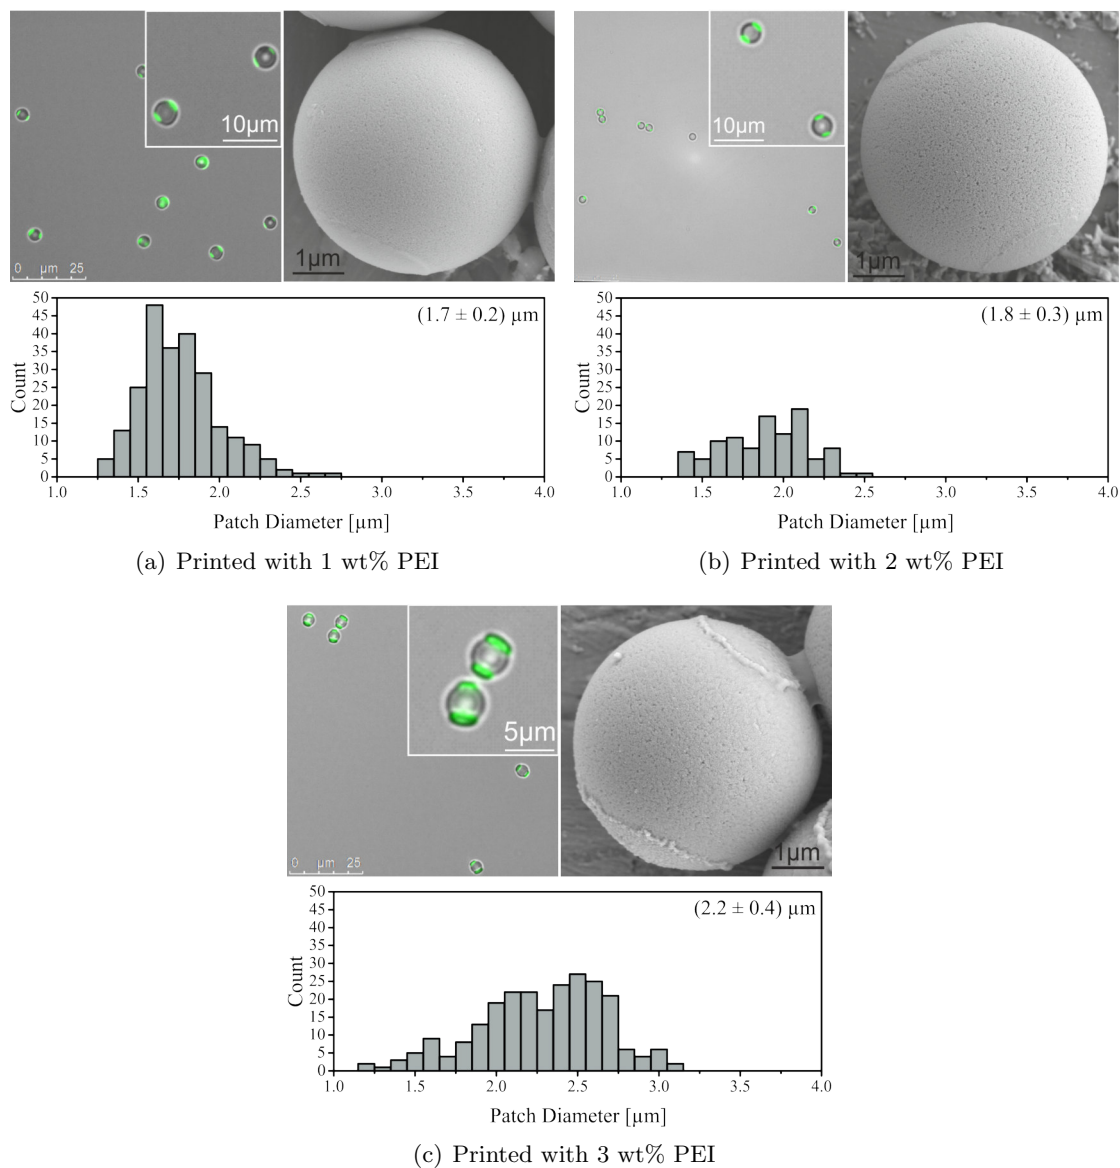 10µm
0 µm 25
1µm
10µm
1µm
50
45
40
35
30
25
20
15
10
5
0
Count
(1.7 ± 0.2) µm
1.0 1.5 2.0 2.5 3.0 3.5 4.0
Patch Diameter [µm]
(a) Printed with 1 wt% PEI
50
45
40
35
30
25
20
15
10
5
0
Count
(1.8 ± 0.3) µm
1.0 1.5 2.0 2.5 3.0 3.5 4.0
Patch Diameter [µm]
(b) Printed with 2 wt% PEI
5µm
0 µm 25
1µm
50
45
40
35
30
25
20
15
10
5
0
Count
(2.2 ± 0.4) µm
1.0 1.5 2.0 2.5 3.0 3.5 4.0
Patch Diameter [µm]
(c) Printed with 3 wt% PEI